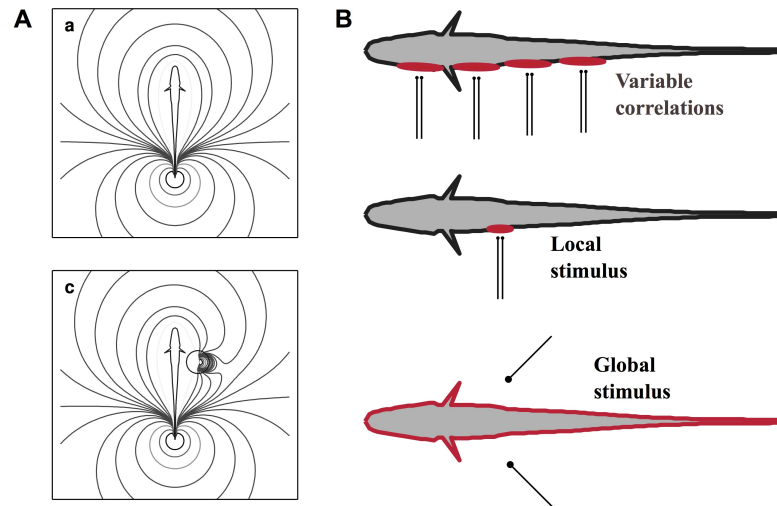 A
a
c
B
Variable
correlations
Local
stimulus
Global
stimulus